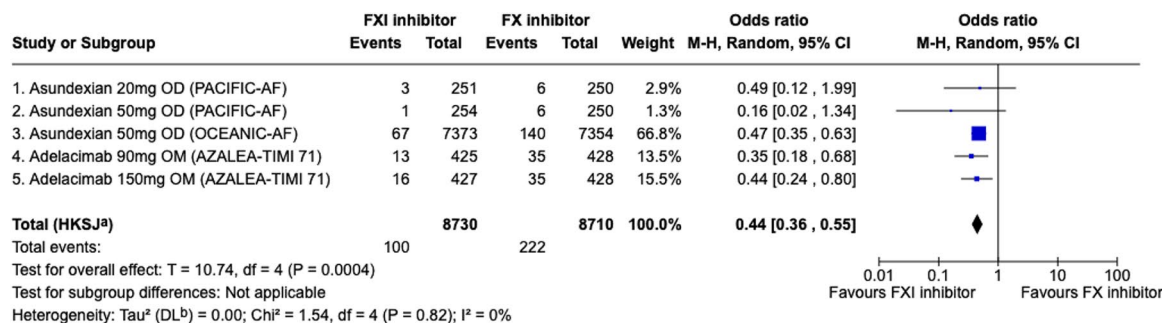 FXI inhibitor FX inhibitor Odds ratio Odds ratio
Study or Subgroup Events Total Events Total Weight M-H, Random, 95% CI M-H, Random, 95% CI
1. Asundexian 20mg OD (PACIFIC-AF) 3 251 6 250 2.9% 0.49 [0.12 , 1.99]
2. Asundexian 50mg OD (PACIFIC-AF) 1 254 6 250 1.3% 0.16 [0.02 , 1.34]
3. Asundexian 50mg OD (OCEANIC-AF) 67 7373 140 7354 66.8% 0.47 [0.35 , 0.63]
4. Adelacimab 90mg OM (AZALEA-TIMI 71) 13 425 35 428 13.5% 0.35 [0.18 , 0.68]
5. Adelacimab 150mg OM (AZALEA-TIMI 71) 16 427 35 428 15.5% 0.44 [0.24 , 0.80]
Total (HKSJᵃ) 8730 8710 100.0% 0.44 [0.36 , 0.55]
Total events: 100 222
Test for overall effect: T = 10.74, df = 4 (P = 0.0004) 0.01 0.1 1 10 100
Test for subgroup differences: Not applicable Favours FXI inhibitor Favours FX inhibitor
Heterogeneity: Tau² (DLᵇ) = 0.00; Chi² = 1.54, df = 4 (P = 0.82); I² = 0%